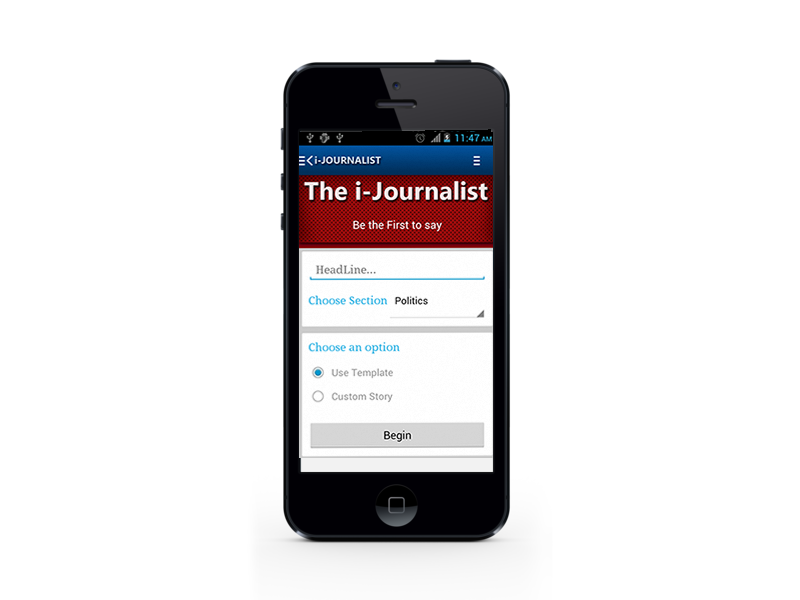 11:47 AM
i-JOURNALIST
The i-Journalist
Be the First to say
HeadLine...
Choose Section Politics
Choose an option
Use Template
Custom Story
Begin